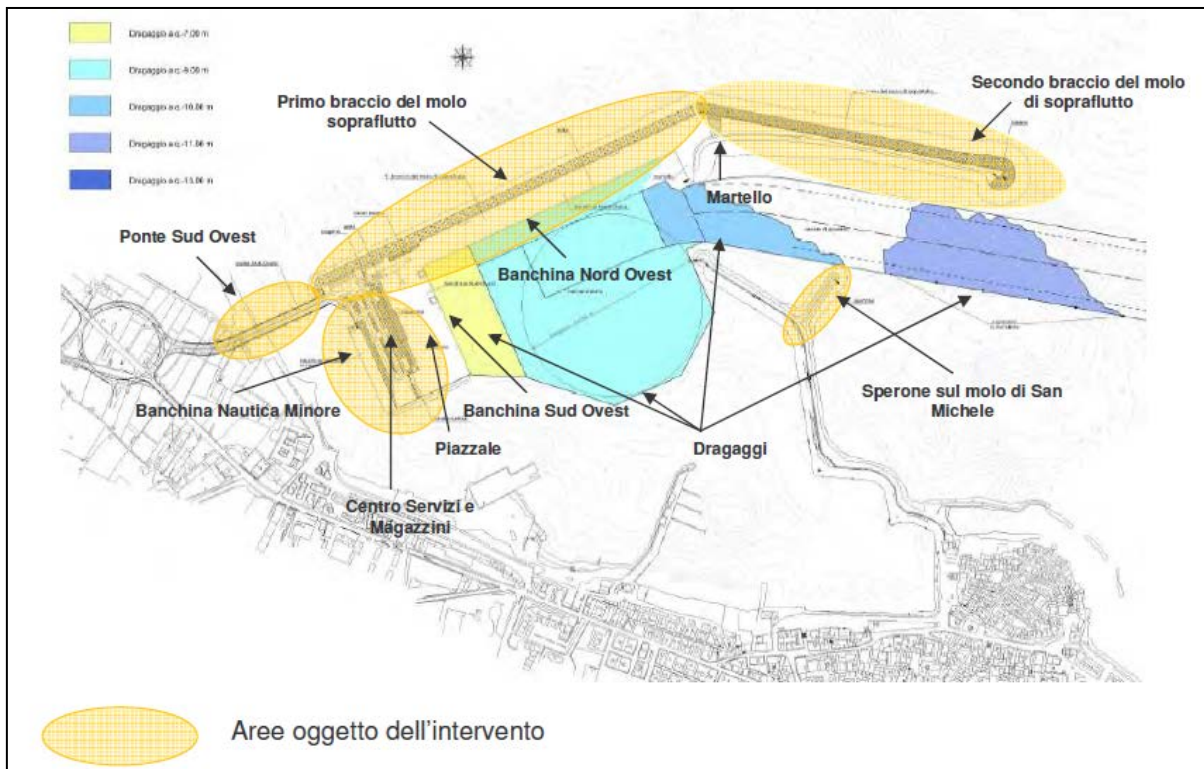 Dragaggio a q.-7.00 m
Dragaggio a q.-9.00 m
Dragaggio a q.-10.00 m
Dragaggio a q.-11.00 m
Dragaggio a q.-13.00 m
Primo braccio del molo
sopraflutto
Secondo braccio del molo
di sopraflutto
Martello
Ponte Sud Ovest
Banchina Nord Ovest
Banchina Nautica Minore
Banchina Sud Ovest
Sperone sul molo di San
Michele
Piazzale
Dragaggi
Centro Servizi e
Magazzini
Aree oggetto dell'intervento